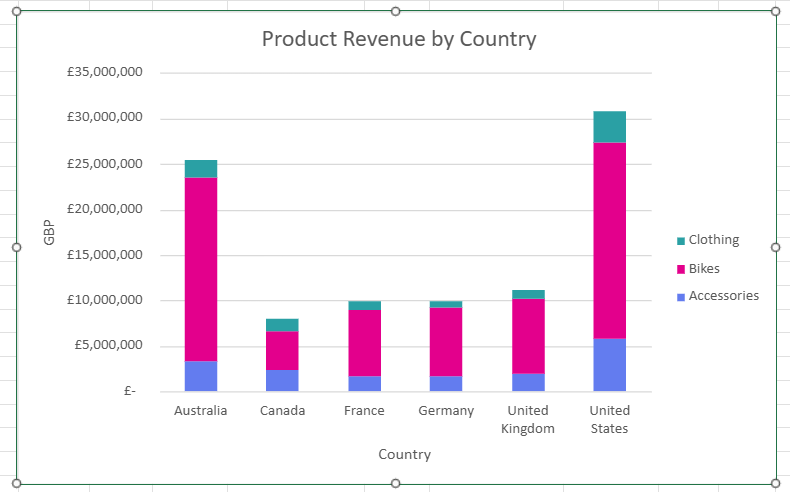 Product Revenue by Country
£35,000,000
£30,000,000
£25,000,000
£20,000,000
£15,000,000
£10,000,000
£5,000,000
£-
GBP
Australia
Canada
France
Germany
United
Kingdom
United
States
Country
Clothing
Bikes
Accessories